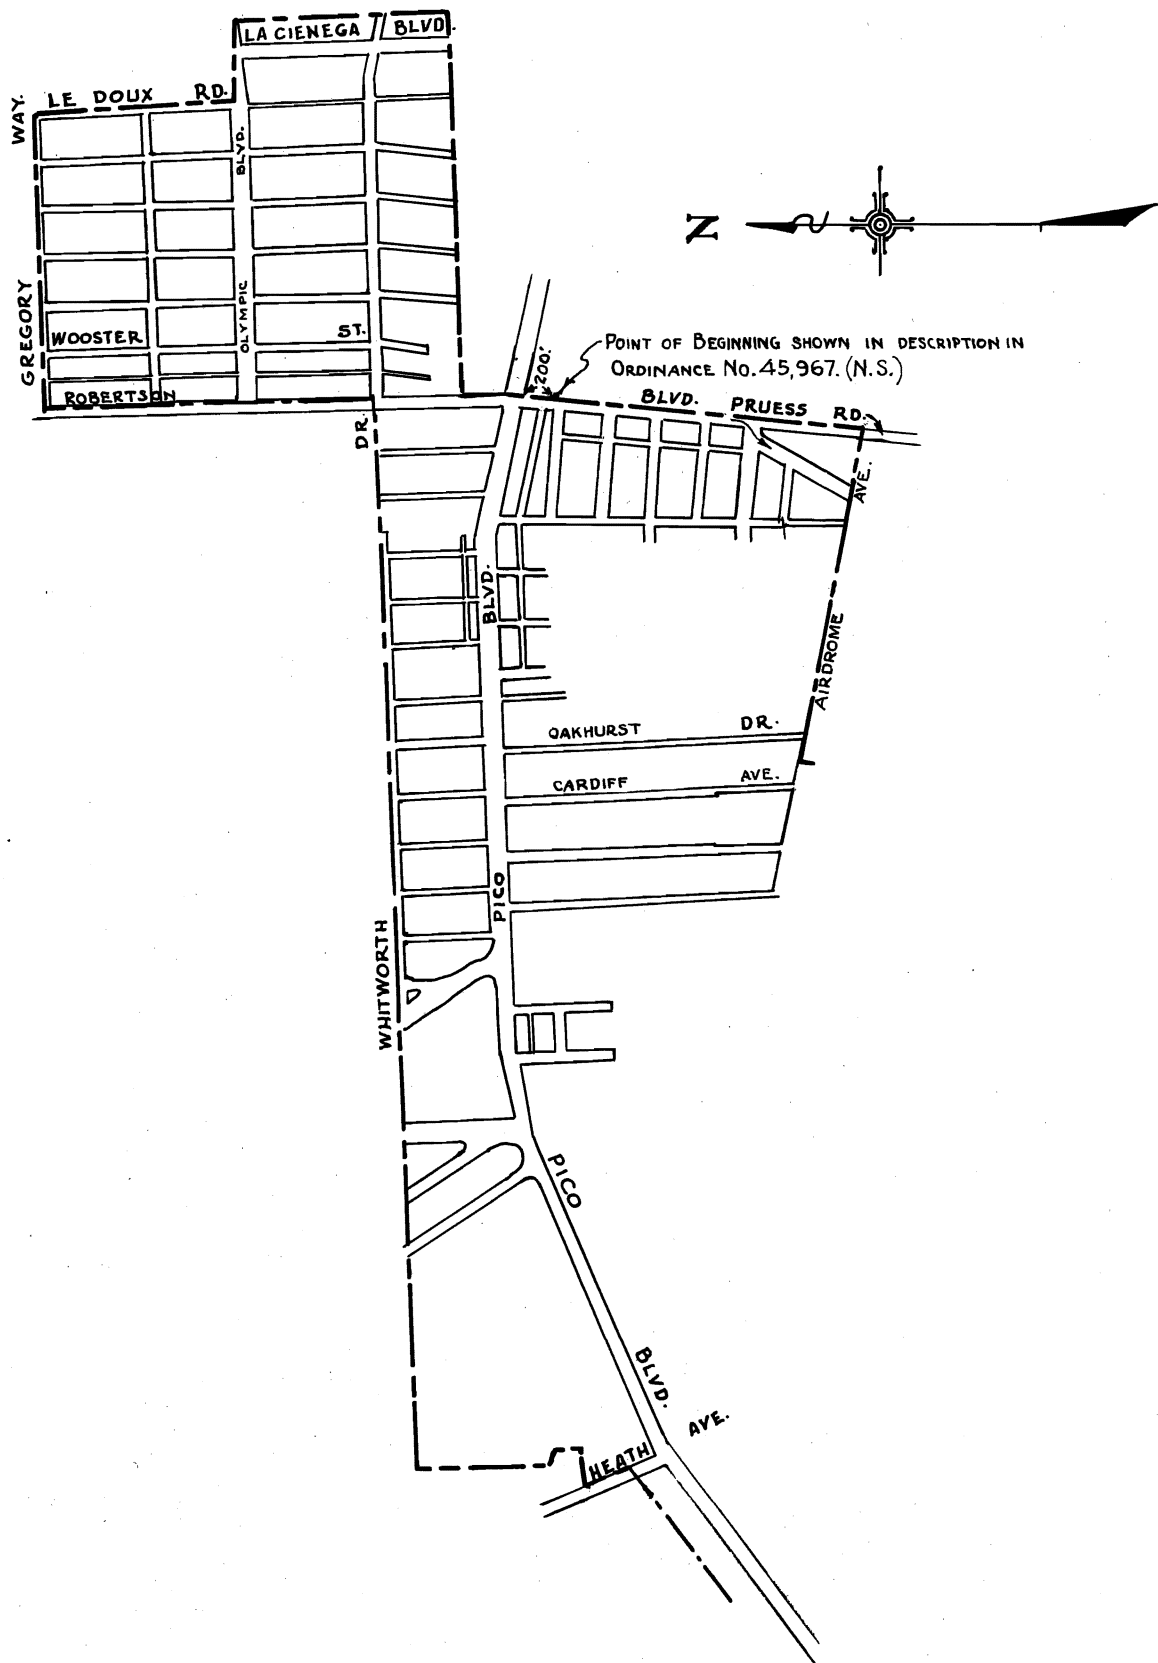 LA CIENEGA BLVD.
LE DOUX RD.
GREGORY WAY.
OLYMPIC BLVD.
WOOSTER ST.
ROBERTSON BLVD.
N
200'
POINT OF BEGINNING SHOWN IN DESCRIPTION IN
ORDINANCE No. 45,967. (N.S.)
PRUESS RD.
WHITWORTH DR.
PICO BLVD.
AIRDROME AVE.
OAKHURST DR.
CARDIFF AVE.
PICO BLVD.
HEATH AVE.